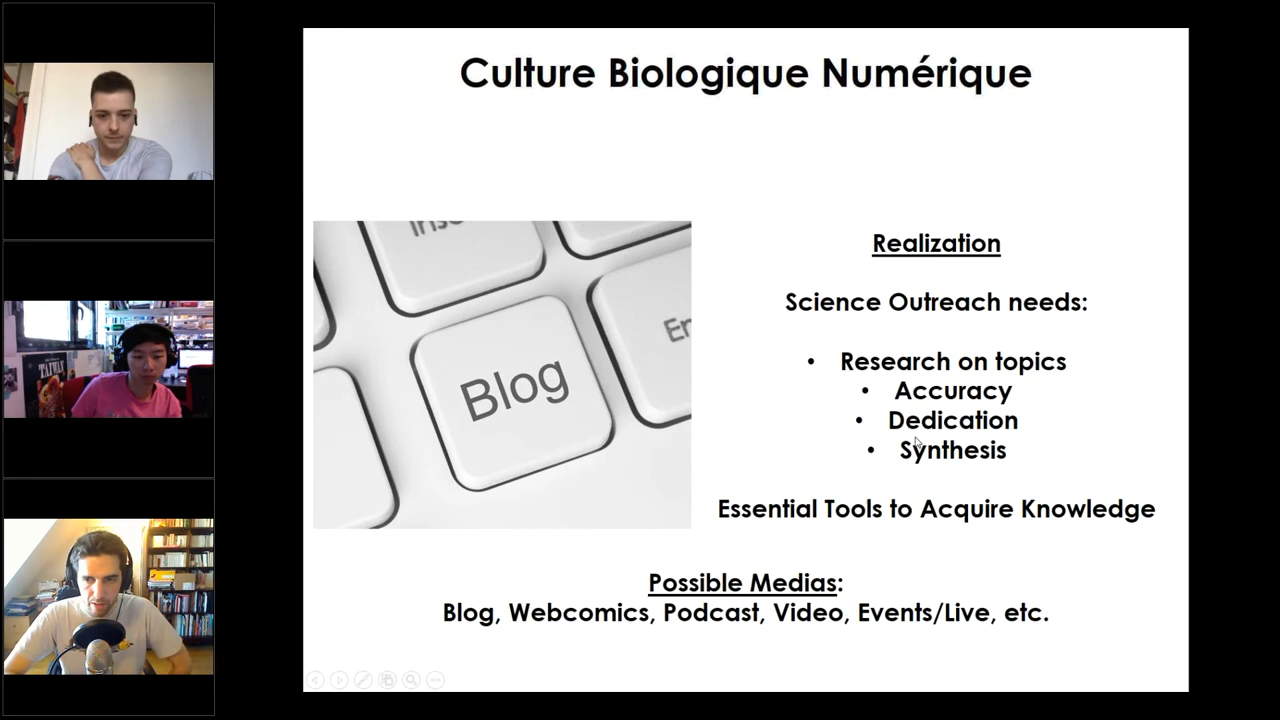 Culture Biologique Numérique
Blog
Realization
Science Outreach needs:
• Research on topics
• Accuracy
• Dedication
• Synthesis
Essential Tools to Acquire Knowledge
Possible Medias:
Blog, Webcomics, Podcast, Video, Events/Live, etc.
TAIWAN